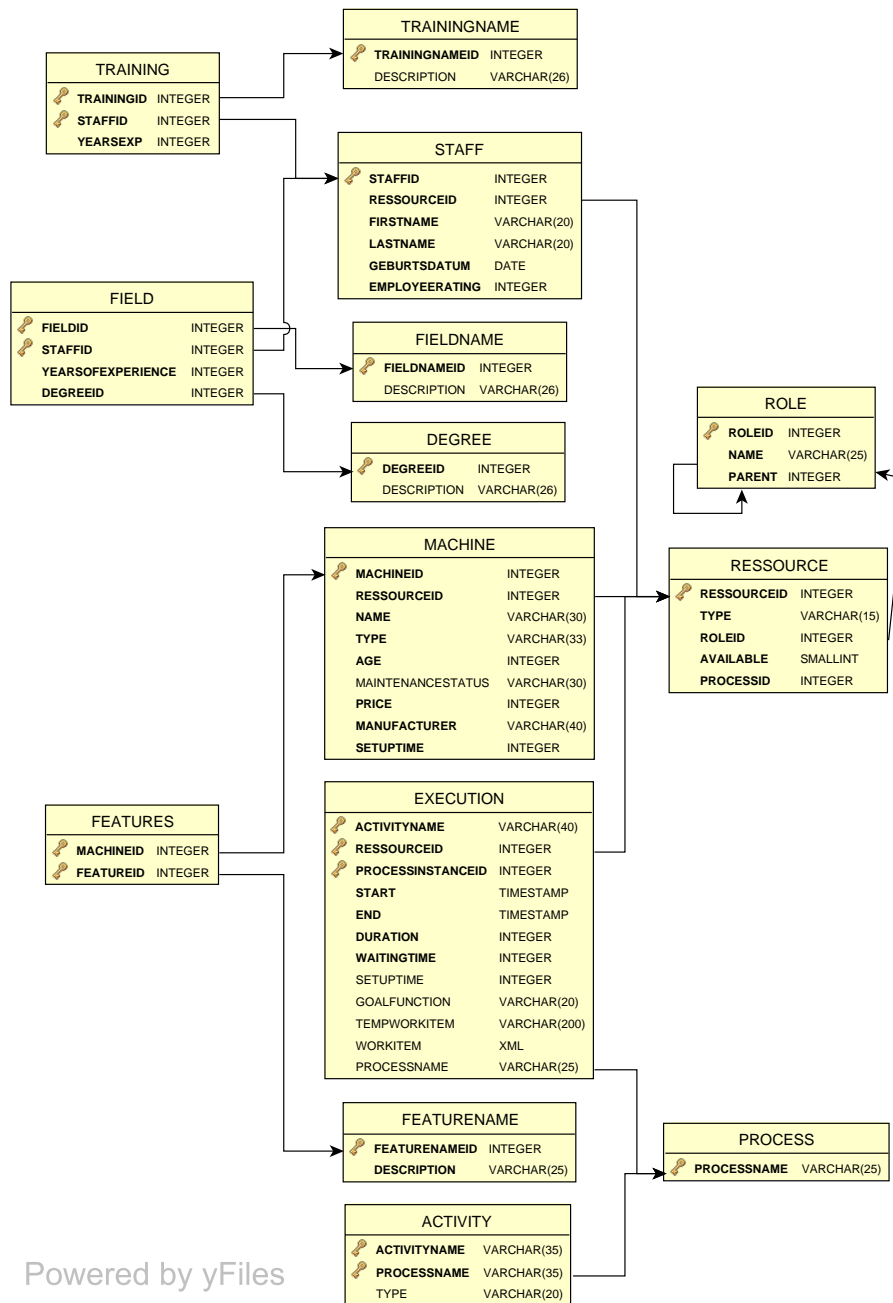 TRAININGNAME
TRAININGNAMEID INTEGER
DESCRIPTION VARCHAR(26)
TRAINING
TRAININGID INTEGER
STAFFID INTEGER
YEARSEXP INTEGER
STAFF
STAFFID INTEGER
RESSOURCEID INTEGER
FIRSTNAME VARCHAR(20)
LASTNAME VARCHAR(20)
GEBURTSDATUM DATE
EMPLOYEERATING INTEGER
FIELD
FIELDID INTEGER
STAFFID INTEGER
YEARSOFEXPERIENCE INTEGER
DEGREEID INTEGER
FIELDNAME
FIELDNAMEID INTEGER
DESCRIPTION VARCHAR(26)
DEGREE
DEGREEID INTEGER
DESCRIPTION VARCHAR(26)
ROLE
ROLEID INTEGER
NAME VARCHAR(25)
PARENT INTEGER
MACHINE
MACHINEID INTEGER
RESSOURCEID INTEGER
NAME VARCHAR(30)
TYPE VARCHAR(33)
AGE INTEGER
MAINTENANCESTATUS VARCHAR(30)
PRICE INTEGER
MANUFACTURER VARCHAR(40)
SETUPTIME INTEGER
RESSOURCE
RESSOURCEID INTEGER
TYPE VARCHAR(15)
ROLEID INTEGER
AVAILABLE SMALLINT
PROCESSID INTEGER
FEATURES
MACHINEID INTEGER
FEATUREID INTEGER
EXECUTION
ACTIVITYNAME VARCHAR(40)
RESSOURCEID INTEGER
PROCESSINSTANCEID INTEGER
START TIMESTAMP
END TIMESTAMP
DURATION INTEGER
WAITINGTIME INTEGER
SETUPTIME INTEGER
GOALFUNCTION VARCHAR(20)
TEMPWORKITEM VARCHAR(200)
WORKITEM XML
PROCESSNAME VARCHAR(25)
FEATURENAME
FEATURENAMEID INTEGER
DESCRIPTION VARCHAR(25)
PROCESS
PROCESSNAME VARCHAR(25)
ACTIVITY
ACTIVITYNAME VARCHAR(35)
PROCESSNAME VARCHAR(35)
TYPE VARCHAR(20)
Powered by yFiles